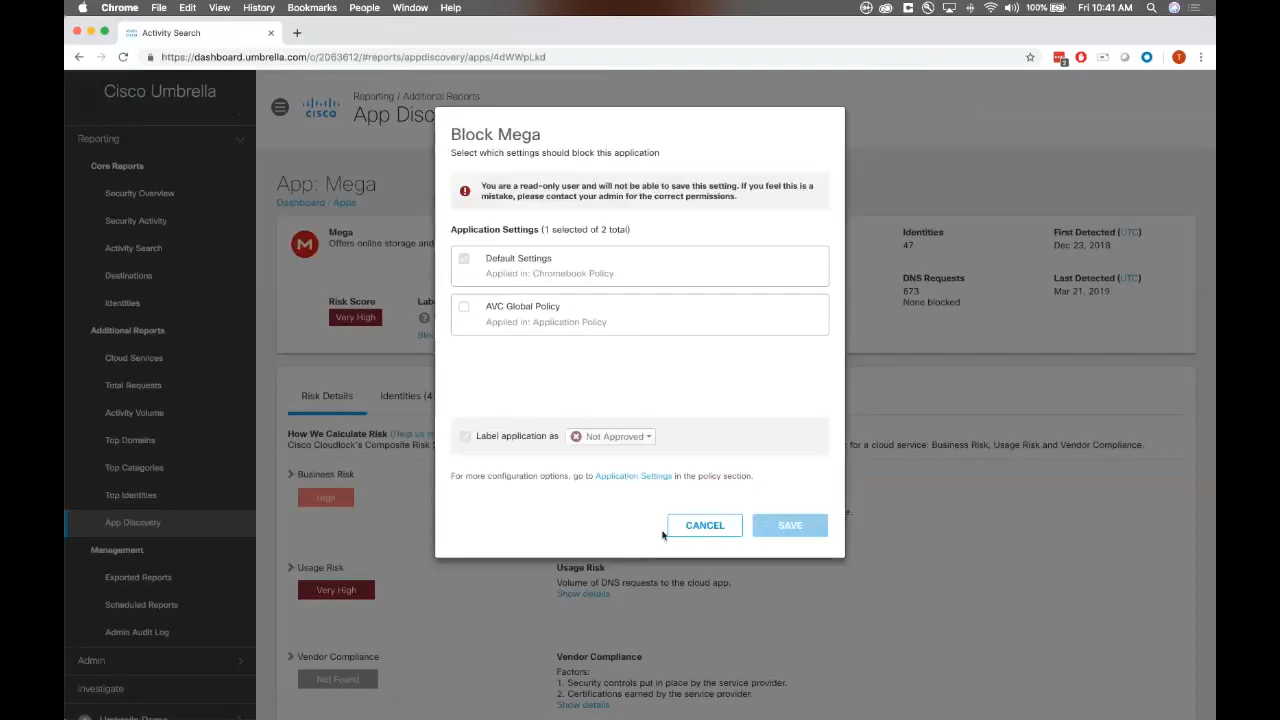 Chrome File Edit View History Bookmarks People Window Help
100% Fri 10:41 AM
Activity Search
https://dashboard.umbrella.com/o/2063612/#reports/appdiscovery/apps/4dWWpLkd
2
T
Cisco Umbrella
Reporting
Core Reports
Security Overview
Security Activity
Activity Search
Destinations
Identities
Additional Reports
Cloud Services
Total Requests
Activity Volume
Top Domains
Top Categories
Top Identities
App Discovery
Management
Exported Reports
Scheduled Reports
Admin Audit Log
Admin
Investigate
Umbrella Demo
CISCO
Reporting / Additional Reports
App Disc
App: Mega
Dashboard / Apps
M
Mega
Offers online storage and
Risk Score
Very High
Lab
?
Bloc
Identities
47
First Detected (UTC)
Dec 23, 2018
DNS Requests
673
None blocked
Last Detected (UTC)
Mar 21, 2019
Risk Details
Identities (4
How We Calculate Risk (Help us in
Cisco Cloudlock's Composite Risk
for a cloud service: Business Risk, Usage Risk and Vendor Compliance.
Business Risk
High
e.
Usage Risk
Very High
Usage Risk
Volume of DNS requests to the cloud app.
Show details
Vendor Compliance
Not Found
Vendor Compliance
Factors:
1. Security controls put in place by the service provider.
2. Certifications earned by the service provider.
Show details
Block Mega
Select which settings should block this application
You are a read-only user and will not be able to save this setting. If you feel this is a
mistake, please contact your admin for the correct permissions.
Application Settings (1 selected of 2 total)
Default Settings
Applied in: Chromebook Policy
AVC Global Policy
Applied in: Application Policy
Label application as
Not Approved
For more configuration options, go to Application Settings in the policy section.
CANCEL
SAVE